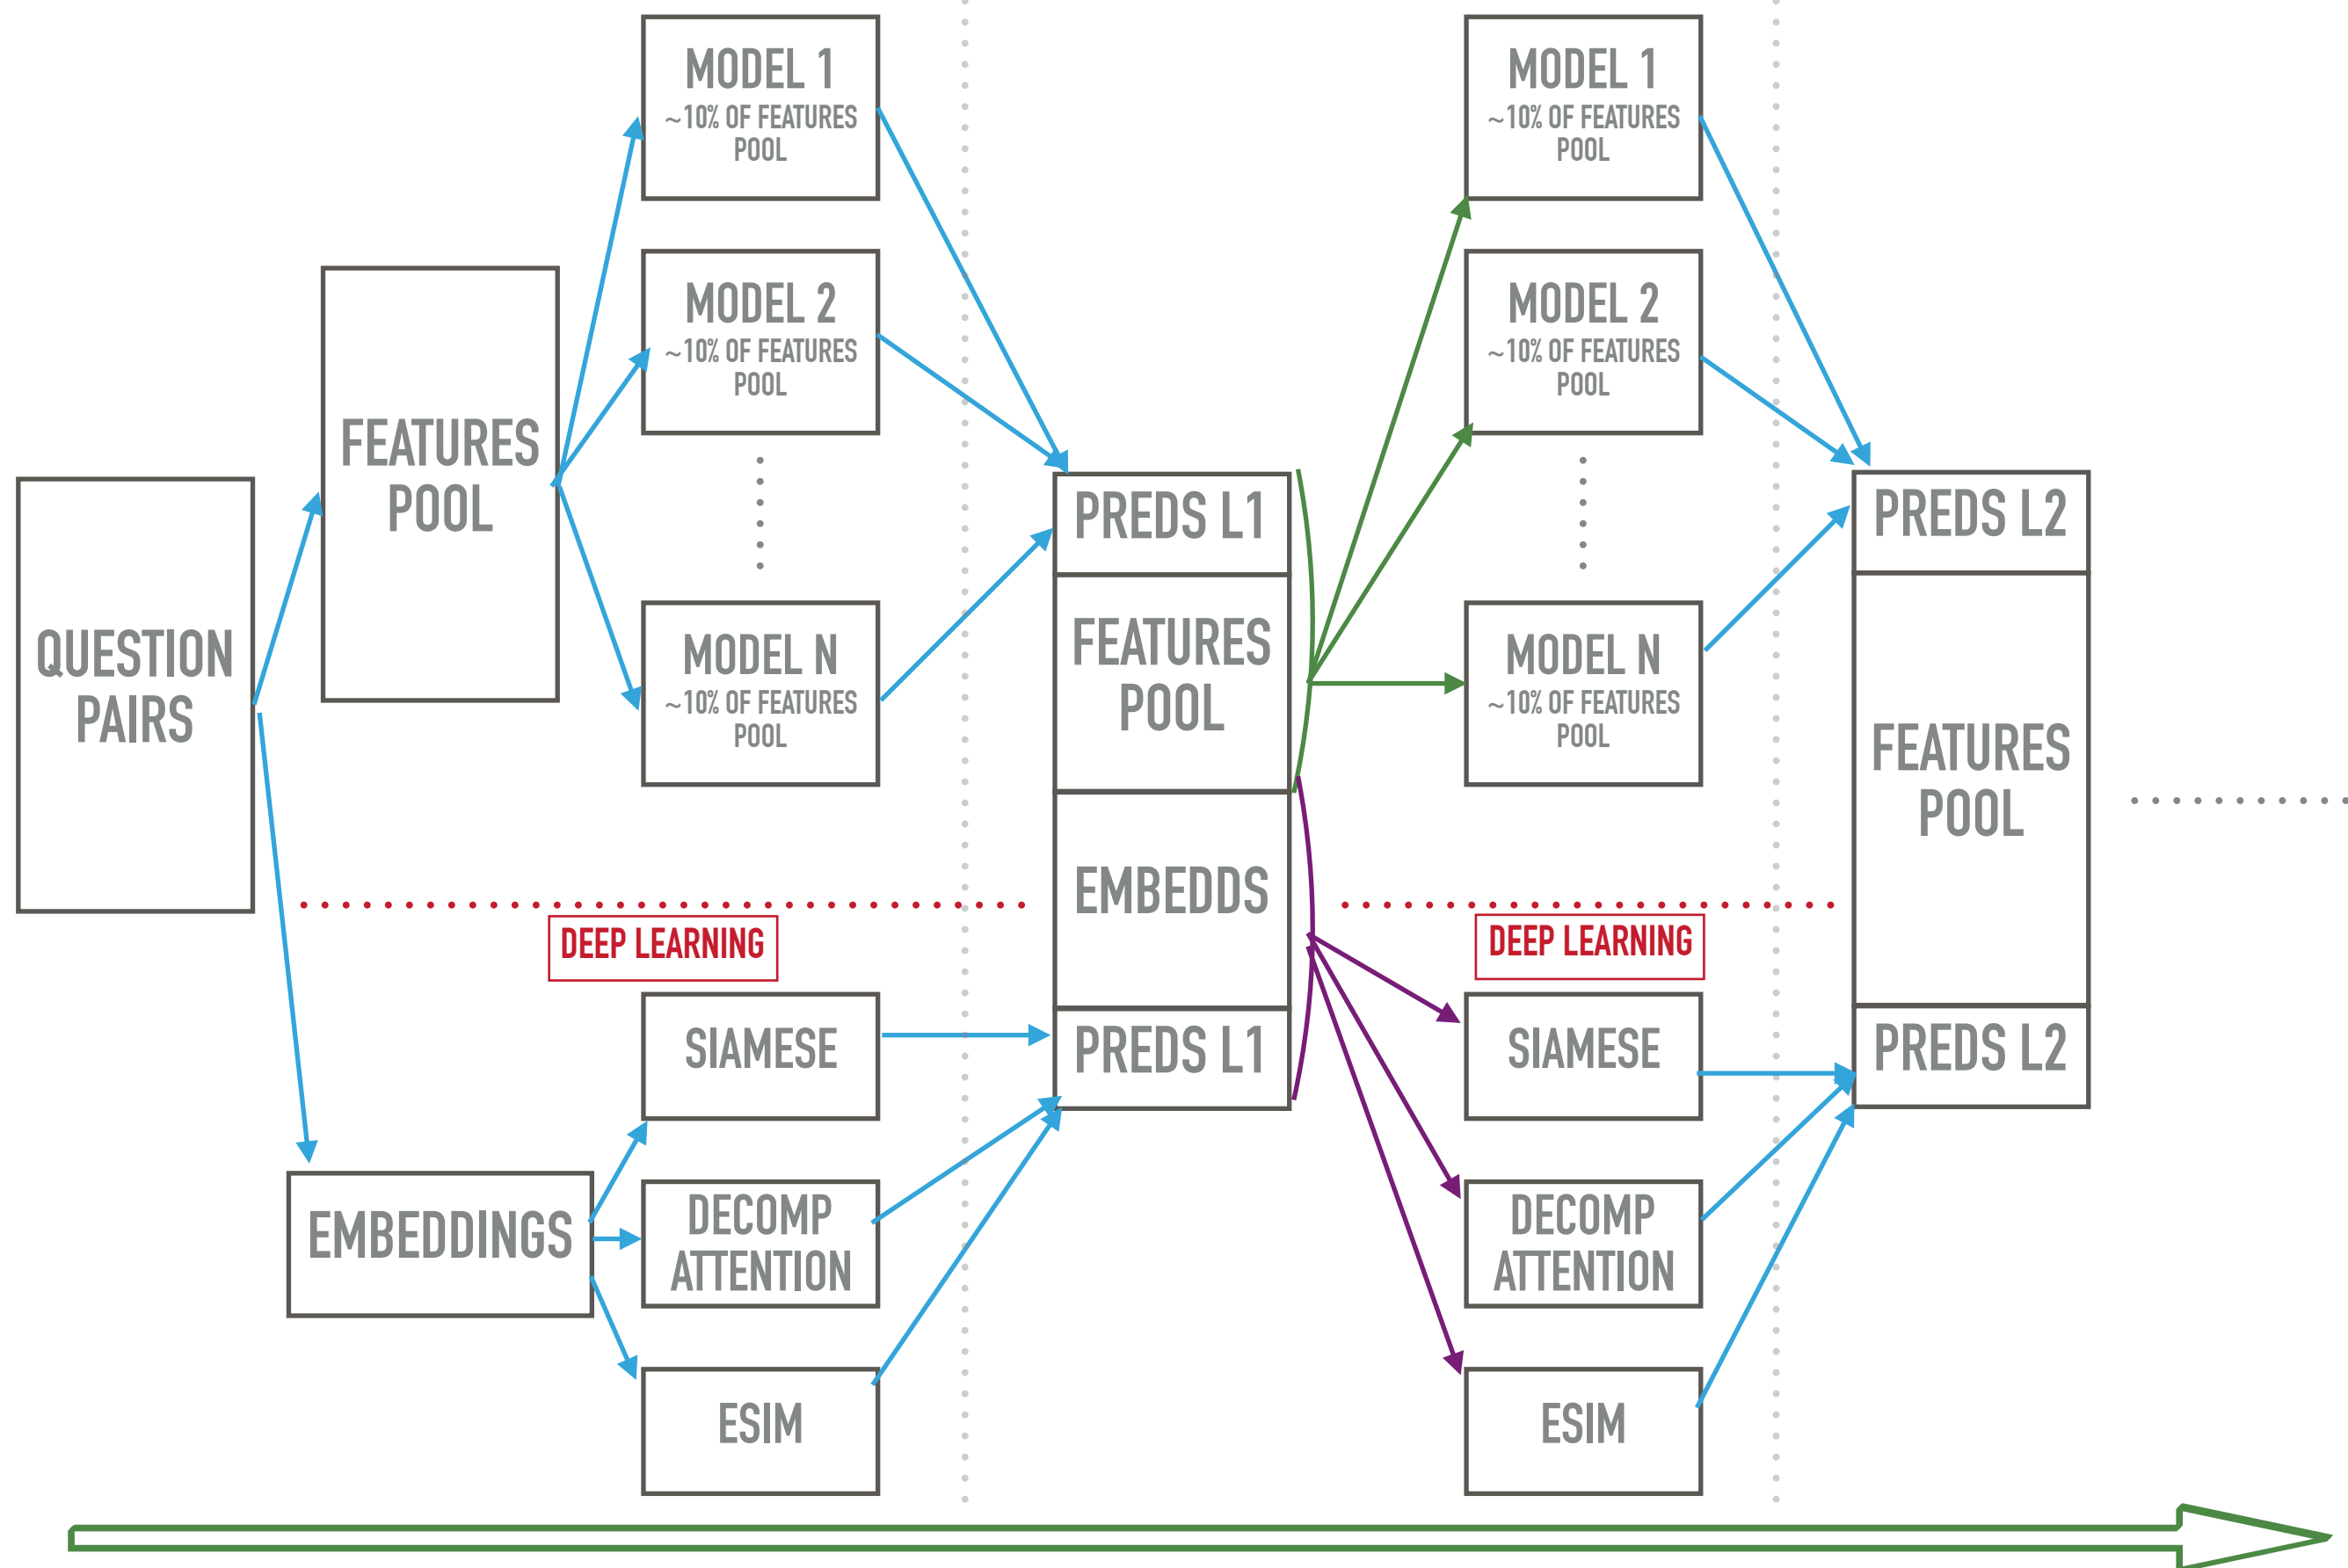 QUESTION
PAIRS
FEATURES
POOL
MODEL 1
~10% OF FEATURES
POOL
MODEL 2
~10% OF FEATURES
POOL
MODEL N
~10% OF FEATURES
POOL
DEEP LEARNING
EMBEDDINGS
SIAMESE
DECOMP
ATTENTION
ESIM
PREDS L1
FEATURES
POOL
EMBEDDS
PREDS L1
MODEL 1
~10% OF FEATURES
POOL
MODEL 2
~10% OF FEATURES
POOL
MODEL N
~10% OF FEATURES
POOL
DEEP LEARNING
SIAMESE
DECOMP
ATTENTION
ESIM
PREDS L2
FEATURES
POOL
PREDS L2